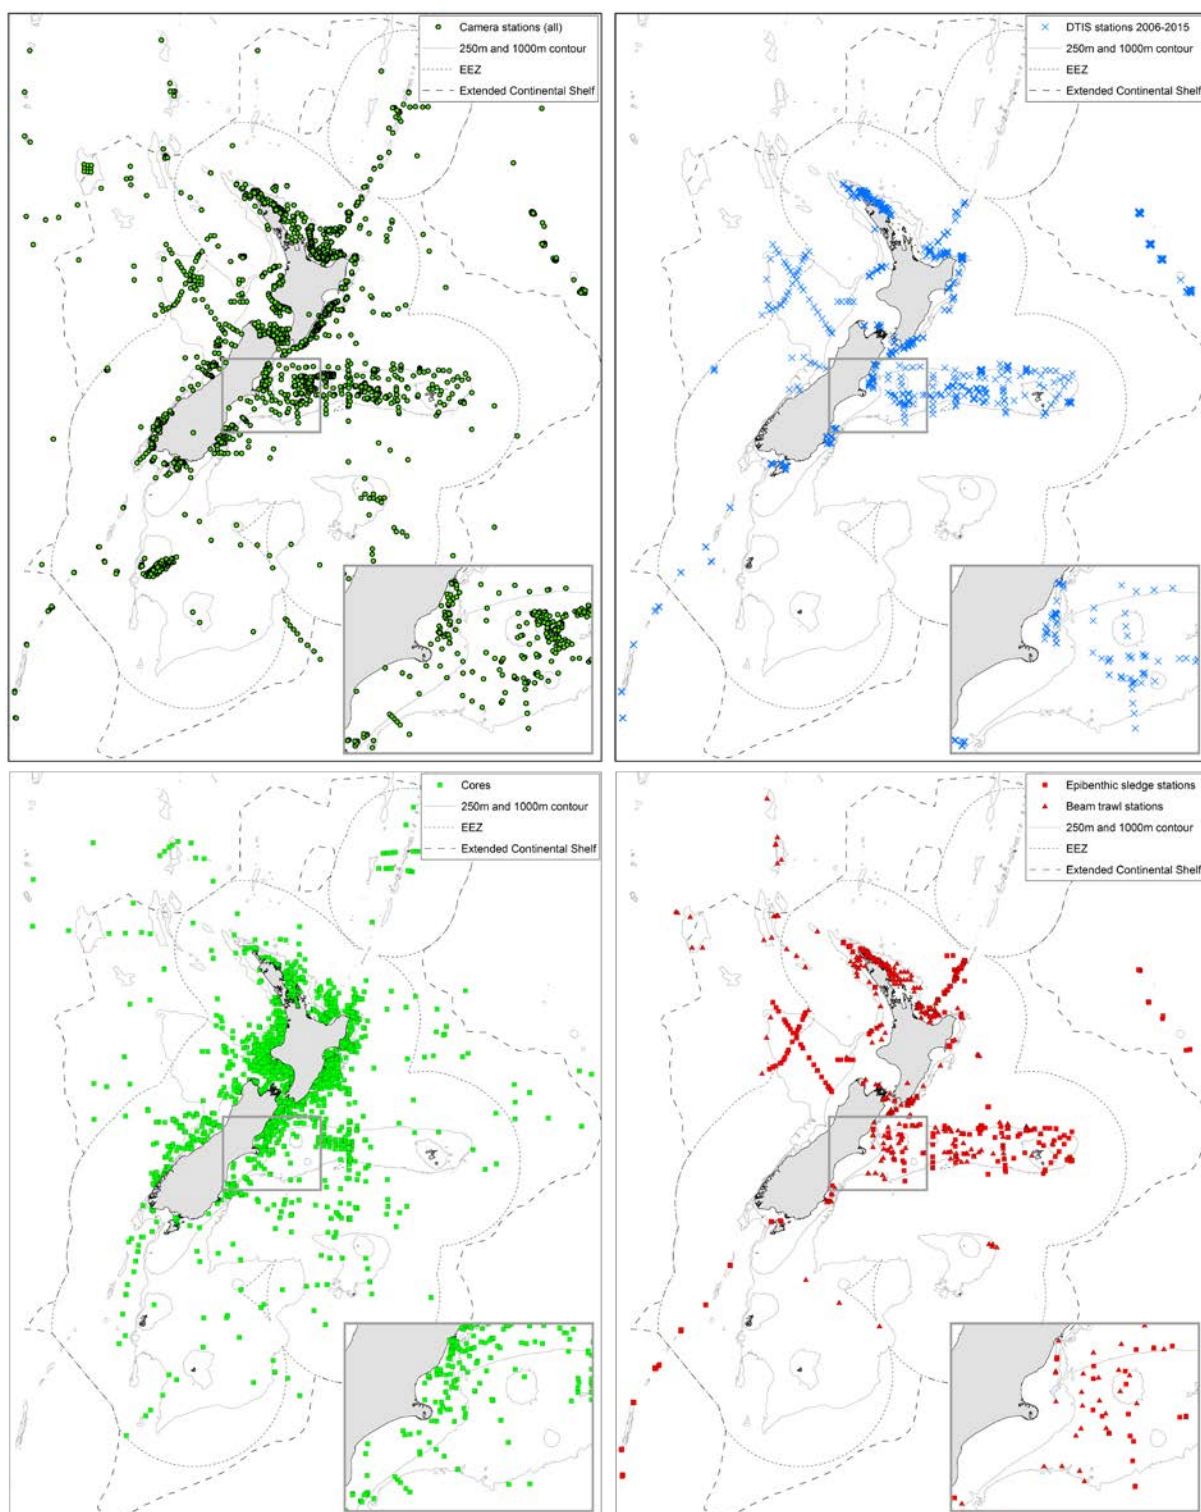 Camera stations (all)
250m and 1000m contour
EEZ
Extended Continental Shelf
DTIS stations 2006-2015
250m and 1000m contour
EEZ
Extended Continental Shelf
Cores
250m and 1000m contour
EEZ
Extended Continental Shelf
Epibenthic sledge stations
Beam trawl stations
250m and 1000m contour
EEZ
Extended Continental Shelf